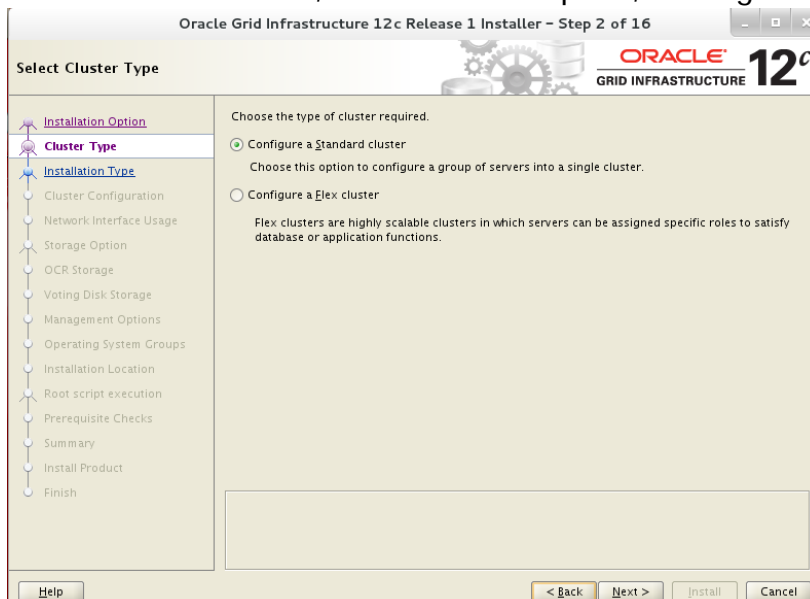 Oracle Grid Infrastructure 12c Release 1 Installer – Step 2 of 16
Select Cluster Type
ORACLE
GRID INFRASTRUCTURE 12c
Installation Option
Cluster Type
Installation Type
Cluster Configuration
Network Interface Usage
Storage Option
OCR Storage
Voting Disk Storage
Management Options
Operating System Groups
Installation Location
Root script execution
Prerequisite Checks
Summary
Install Product
Finish
Choose the type of cluster required.
Configure a Standard cluster
Choose this option to configure a group of servers into a single cluster.
Configure a Flex cluster
Flex clusters are highly scalable clusters in which servers can be assigned specific roles to satisfy
database or application functions.
Help
< Back
Next >
Install
Cancel